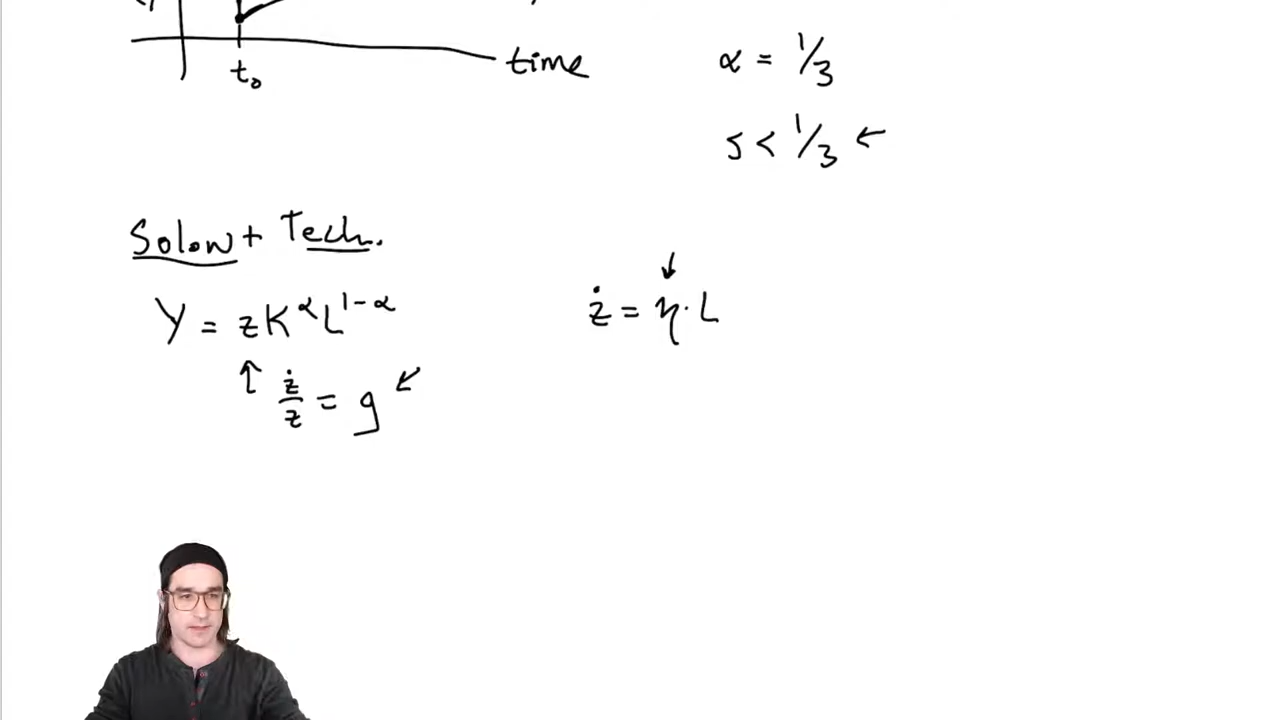 time
t₀
α = 1/3
s < 1/3 ←
Solow + Tech.
Y = zK^α L^{1-α}
↑ ż/z = g ↙
↓
ż = η · L